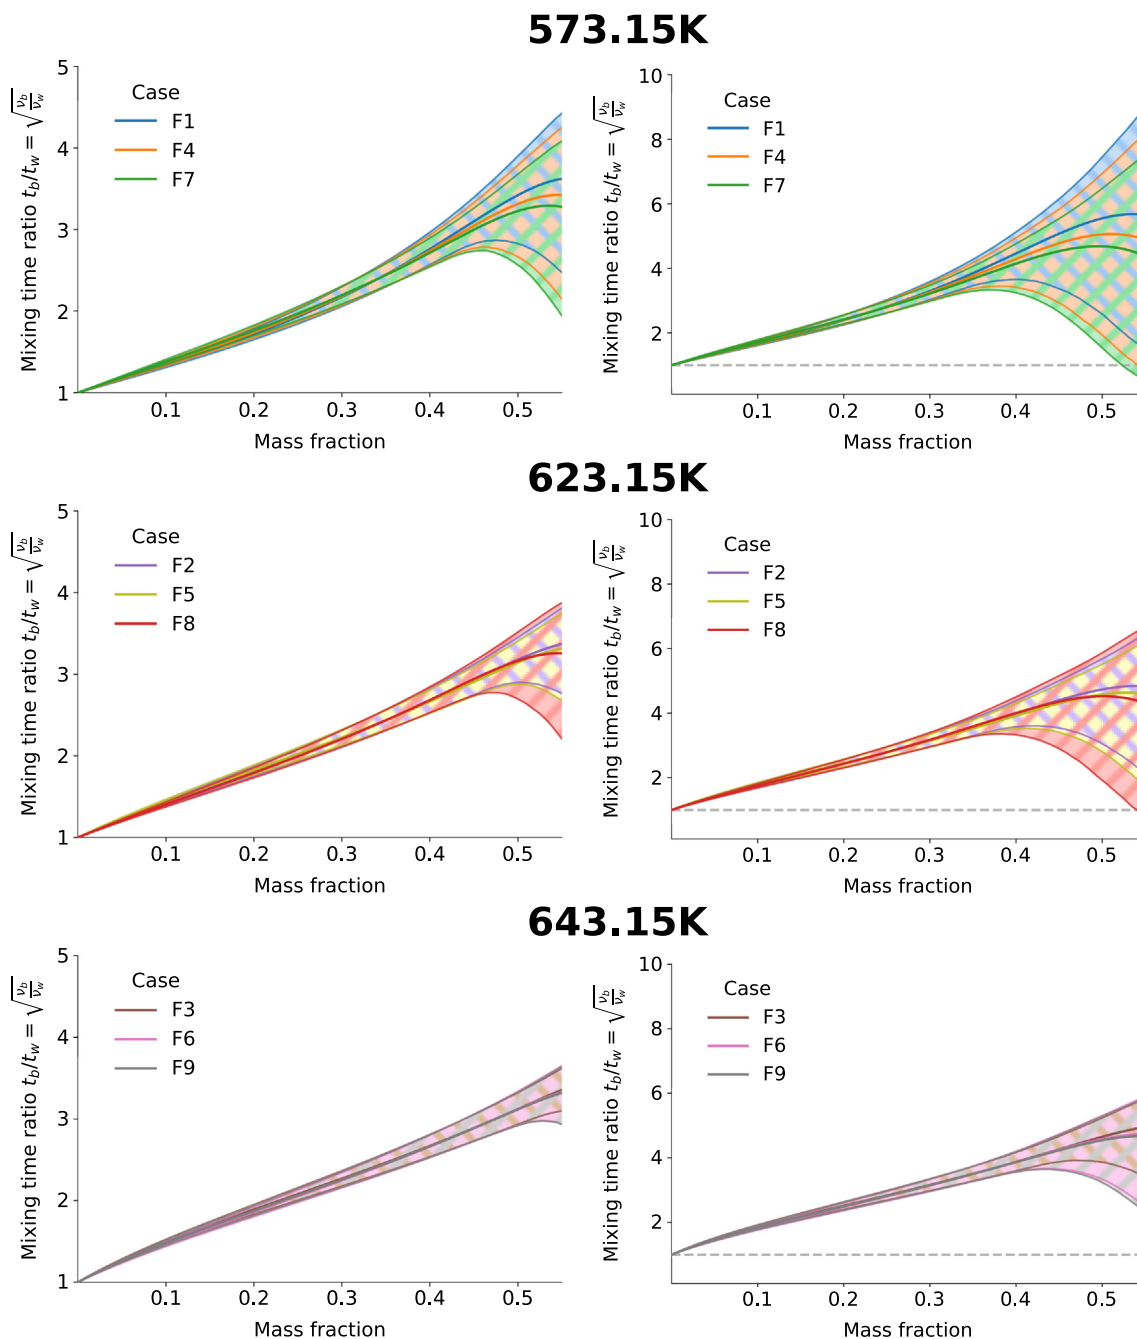 573.15K
Mixing time ratio t_b/t_w = √(ν_b/ν_w)
5
4
3
2
1
Case
F1
F4
F7
0.1 0.2 0.3 0.4 0.5
Mass fraction
Mixing time ratio t_b/t_w = √(ν_b/ν_w)
10
8
6
4
2
Case
F1
F4
F7
0.1 0.2 0.3 0.4 0.5
Mass fraction
623.15K
Mixing time ratio t_b/t_w = √(ν_b/ν_w)
5
4
3
2
1
Case
F2
F5
F8
0.1 0.2 0.3 0.4 0.5
Mass fraction
Mixing time ratio t_b/t_w = √(ν_b/ν_w)
10
8
6
4
2
Case
F2
F5
F8
0.1 0.2 0.3 0.4 0.5
Mass fraction
643.15K
Mixing time ratio t_b/t_w = √(ν_b/ν_w)
5
4
3
2
1
Case
F3
F6
F9
0.1 0.2 0.3 0.4 0.5
Mass fraction
Mixing time ratio t_b/t_w = √(ν_b/ν_w)
10
8
6
4
2
Case
F3
F6
F9
0.1 0.2 0.3 0.4 0.5
Mass fraction